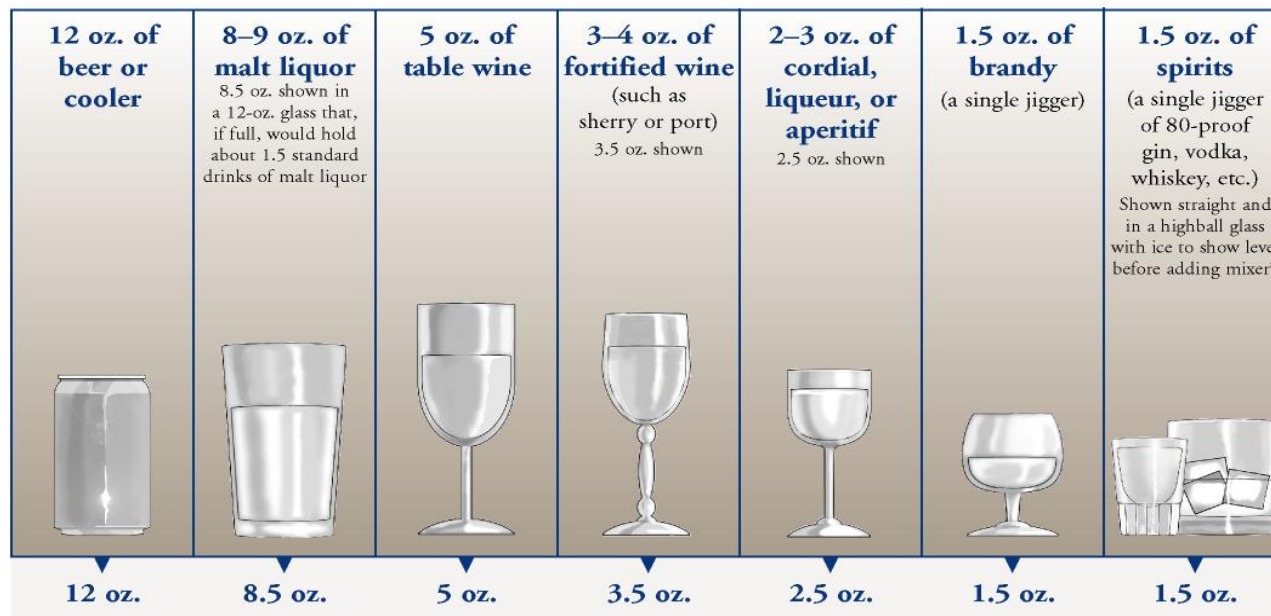 12 oz. of
beer or
cooler
8–9 oz. of
malt liquor
8.5 oz. shown in
a 12-oz. glass that,
if full, would hold
about 1.5 standard
drinks of malt liquor
5 oz. of
table wine
3–4 oz. of
fortified wine
(such as
sherry or port)
3.5 oz. shown
2–3 oz. of
cordial,
liqueur, or
aperitif
2.5 oz. shown
1.5 oz. of
brandy
(a single jigger)
1.5 oz. of
spirits
(a single jigger
of 80-proof
gin, vodka,
whiskey, etc.)
Shown straight and
in a highball glass
with ice to show leve
before adding mixer
12 oz.
8.5 oz.
5 oz.
3.5 oz.
2.5 oz.
1.5 oz.
1.5 oz.